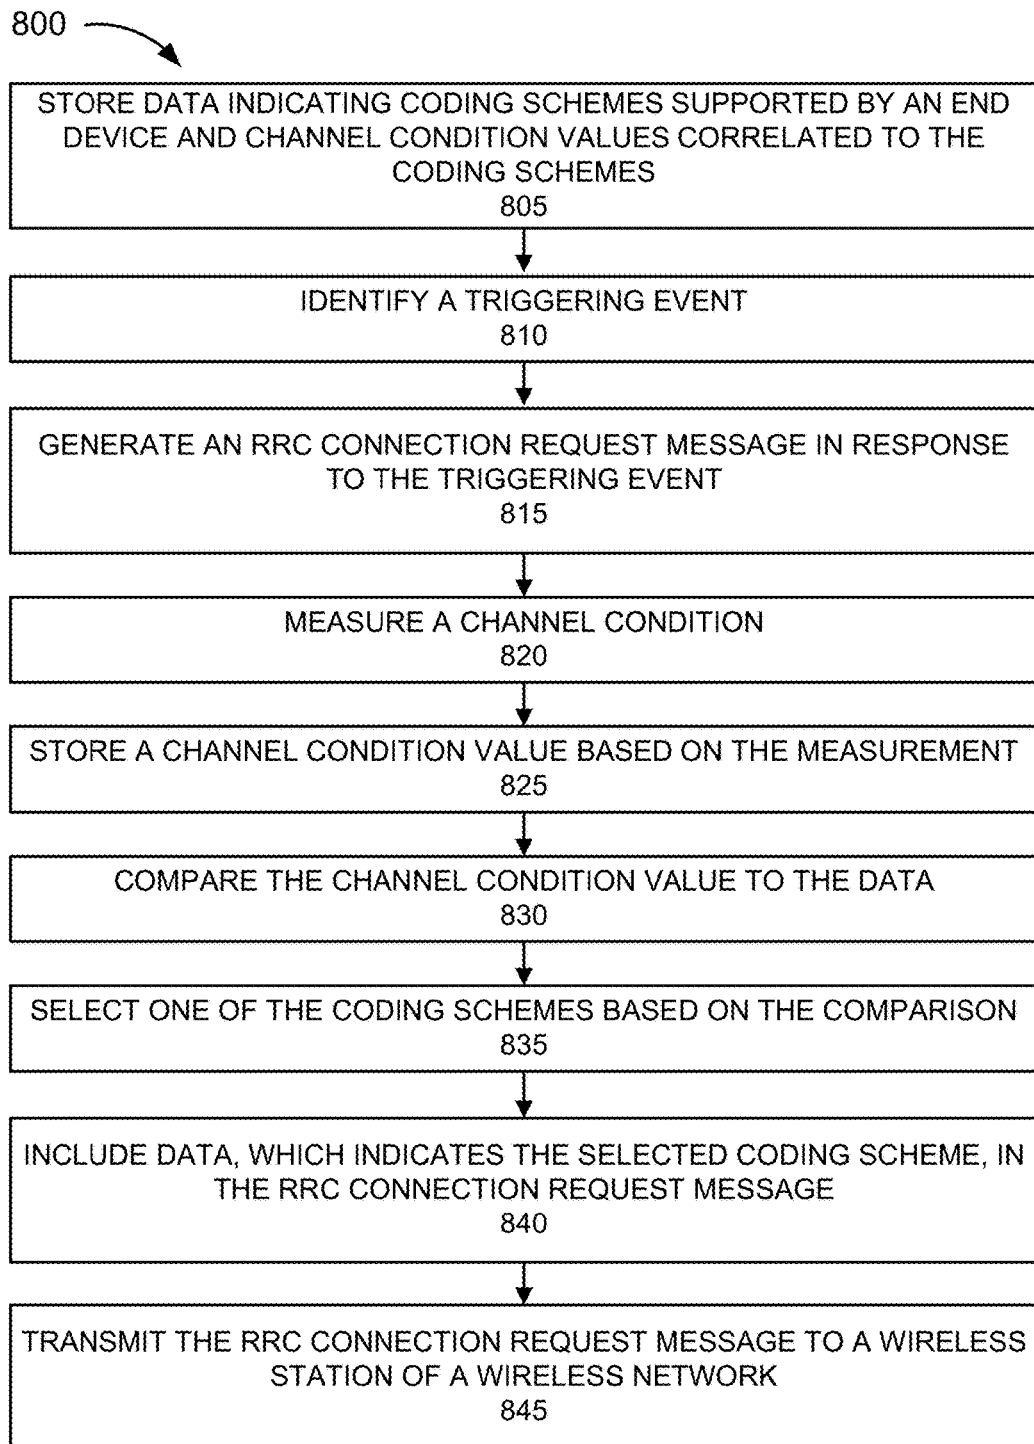 800
STORE DATA INDICATING CODING SCHEMES SUPPORTED BY AN END
DEVICE AND CHANNEL CONDITION VALUES CORRELATED TO THE
CODING SCHEMES
805
IDENTIFY A TRIGGERING EVENT
810
GENERATE AN RRC CONNECTION REQUEST MESSAGE IN RESPONSE
TO THE TRIGGERING EVENT
815
MEASURE A CHANNEL CONDITION
820
STORE A CHANNEL CONDITION VALUE BASED ON THE MEASUREMENT
825
COMPARE THE CHANNEL CONDITION VALUE TO THE DATA
830
SELECT ONE OF THE CODING SCHEMES BASED ON THE COMPARISON
835
INCLUDE DATA, WHICH INDICATES THE SELECTED CODING SCHEME, IN
THE RRC CONNECTION REQUEST MESSAGE
840
TRANSMIT THE RRC CONNECTION REQUEST MESSAGE TO A WIRELESS
STATION OF A WIRELESS NETWORK
845